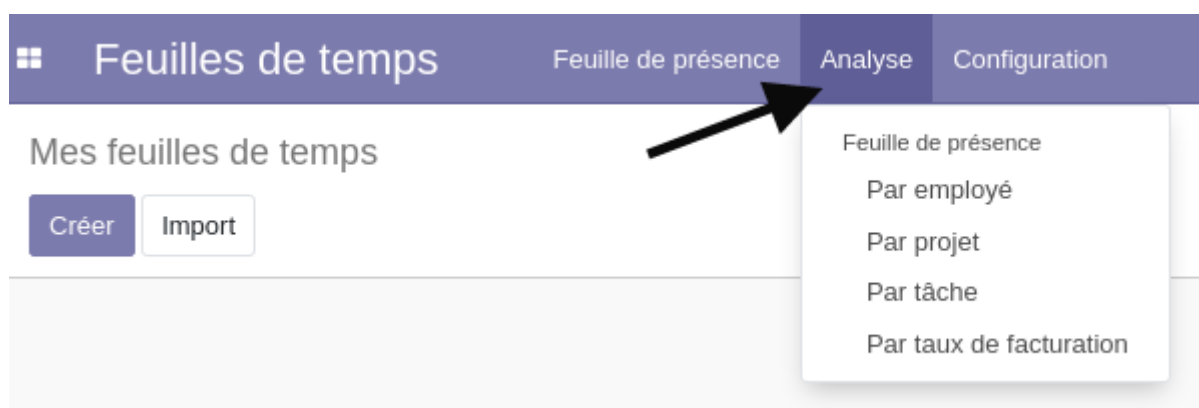 Feuilles de temps
Feuille de présence
Analyse
Configuration
Mes feuilles de temps
Créer
Import
Feuille de présence
Par employé
Par projet
Par tâche
Par taux de facturation